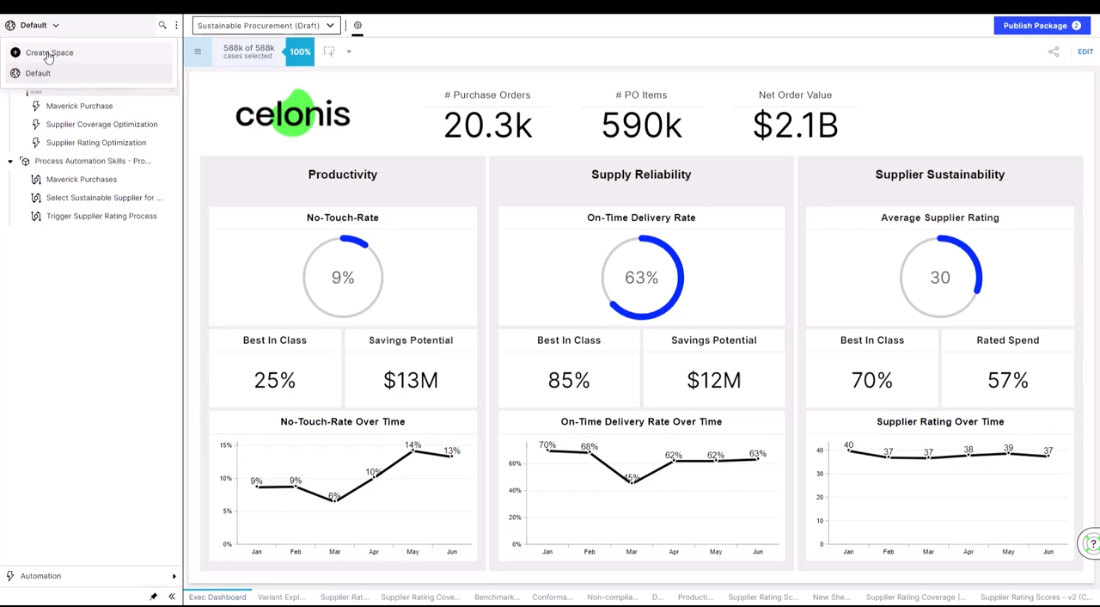 Default
Sustainable Procurement (Draft)
Publish Package 2
Create Space
Default
588k of 588k
cases selected
100%
EDIT
Maverick Purchase
Supplier Coverage Optimization
Supplier Rating Optimization
Process Automation Skills - Pro...
Maverick Purchases
Select Sustainable Supplier for ...
Trigger Supplier Rating Process
celonis
# Purchase Orders
20.3k
# PO Items
590k
Net Order Value
$2.1B
Productivity
No-Touch-Rate
9%
Best In Class
25%
Savings Potential
$13M
No-Touch-Rate Over Time
15%
10%
5%
0%
9%
9%
6%
10%
14%
13%
Jan Feb Mar Apr May Jun
Supply Reliability
On-Time Delivery Rate
63%
Best In Class
85%
Savings Potential
$12M
On-Time Delivery Rate Over Time
60%
40%
20%
0%
70%
68%
45%
62%
62%
63%
Jan Feb Mar Apr May Jun
Supplier Sustainability
Average Supplier Rating
30
Best In Class
70%
Rated Spend
57%
Supplier Rating Over Time
40
30
20
10
0
40
37
37
38
39
37
Jan Feb Mar Apr May Jun
?
Automation
Exec Dashboard Variant Expl... Supplier Rat... Supplier Rating Cove... Benchmark... Conforma... Non-complia... D... Producti... Supplier Rating Sc... New She... Supplier Rating Coverage (... Supplier Rating Scores - v2 (C...